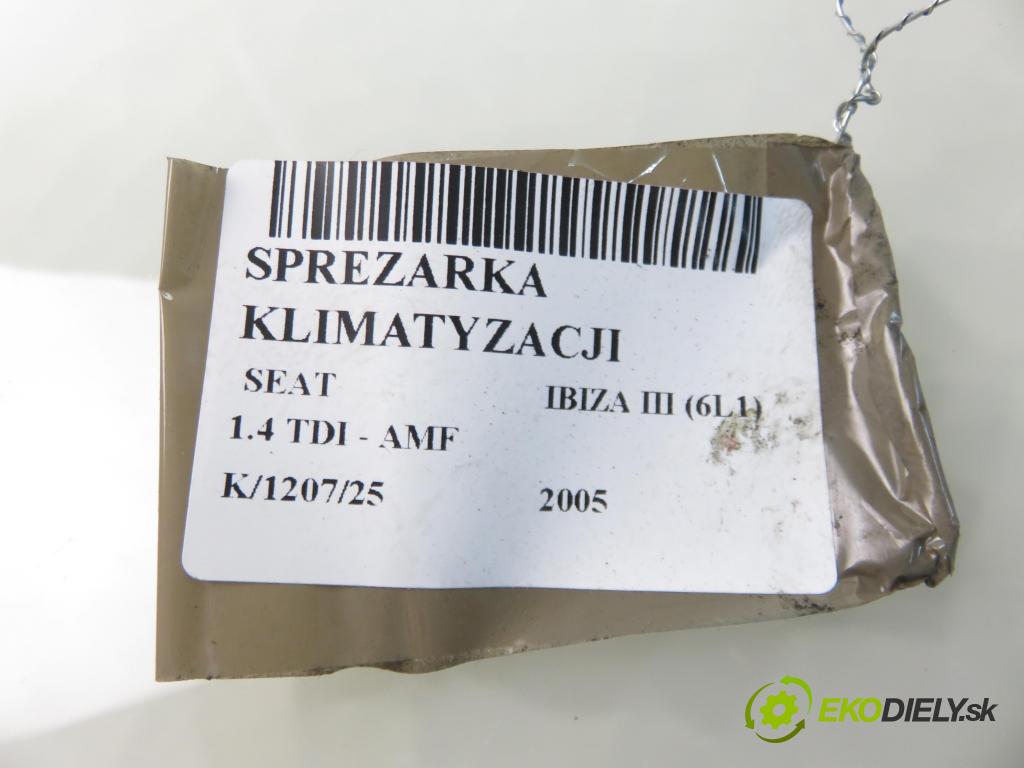 SPREZARKA
KLIMATYZACJI
SEAT IBIZA III (6L1)
1.4 TDI - AMF
K/1207/25 2005
EKODIELY.sk